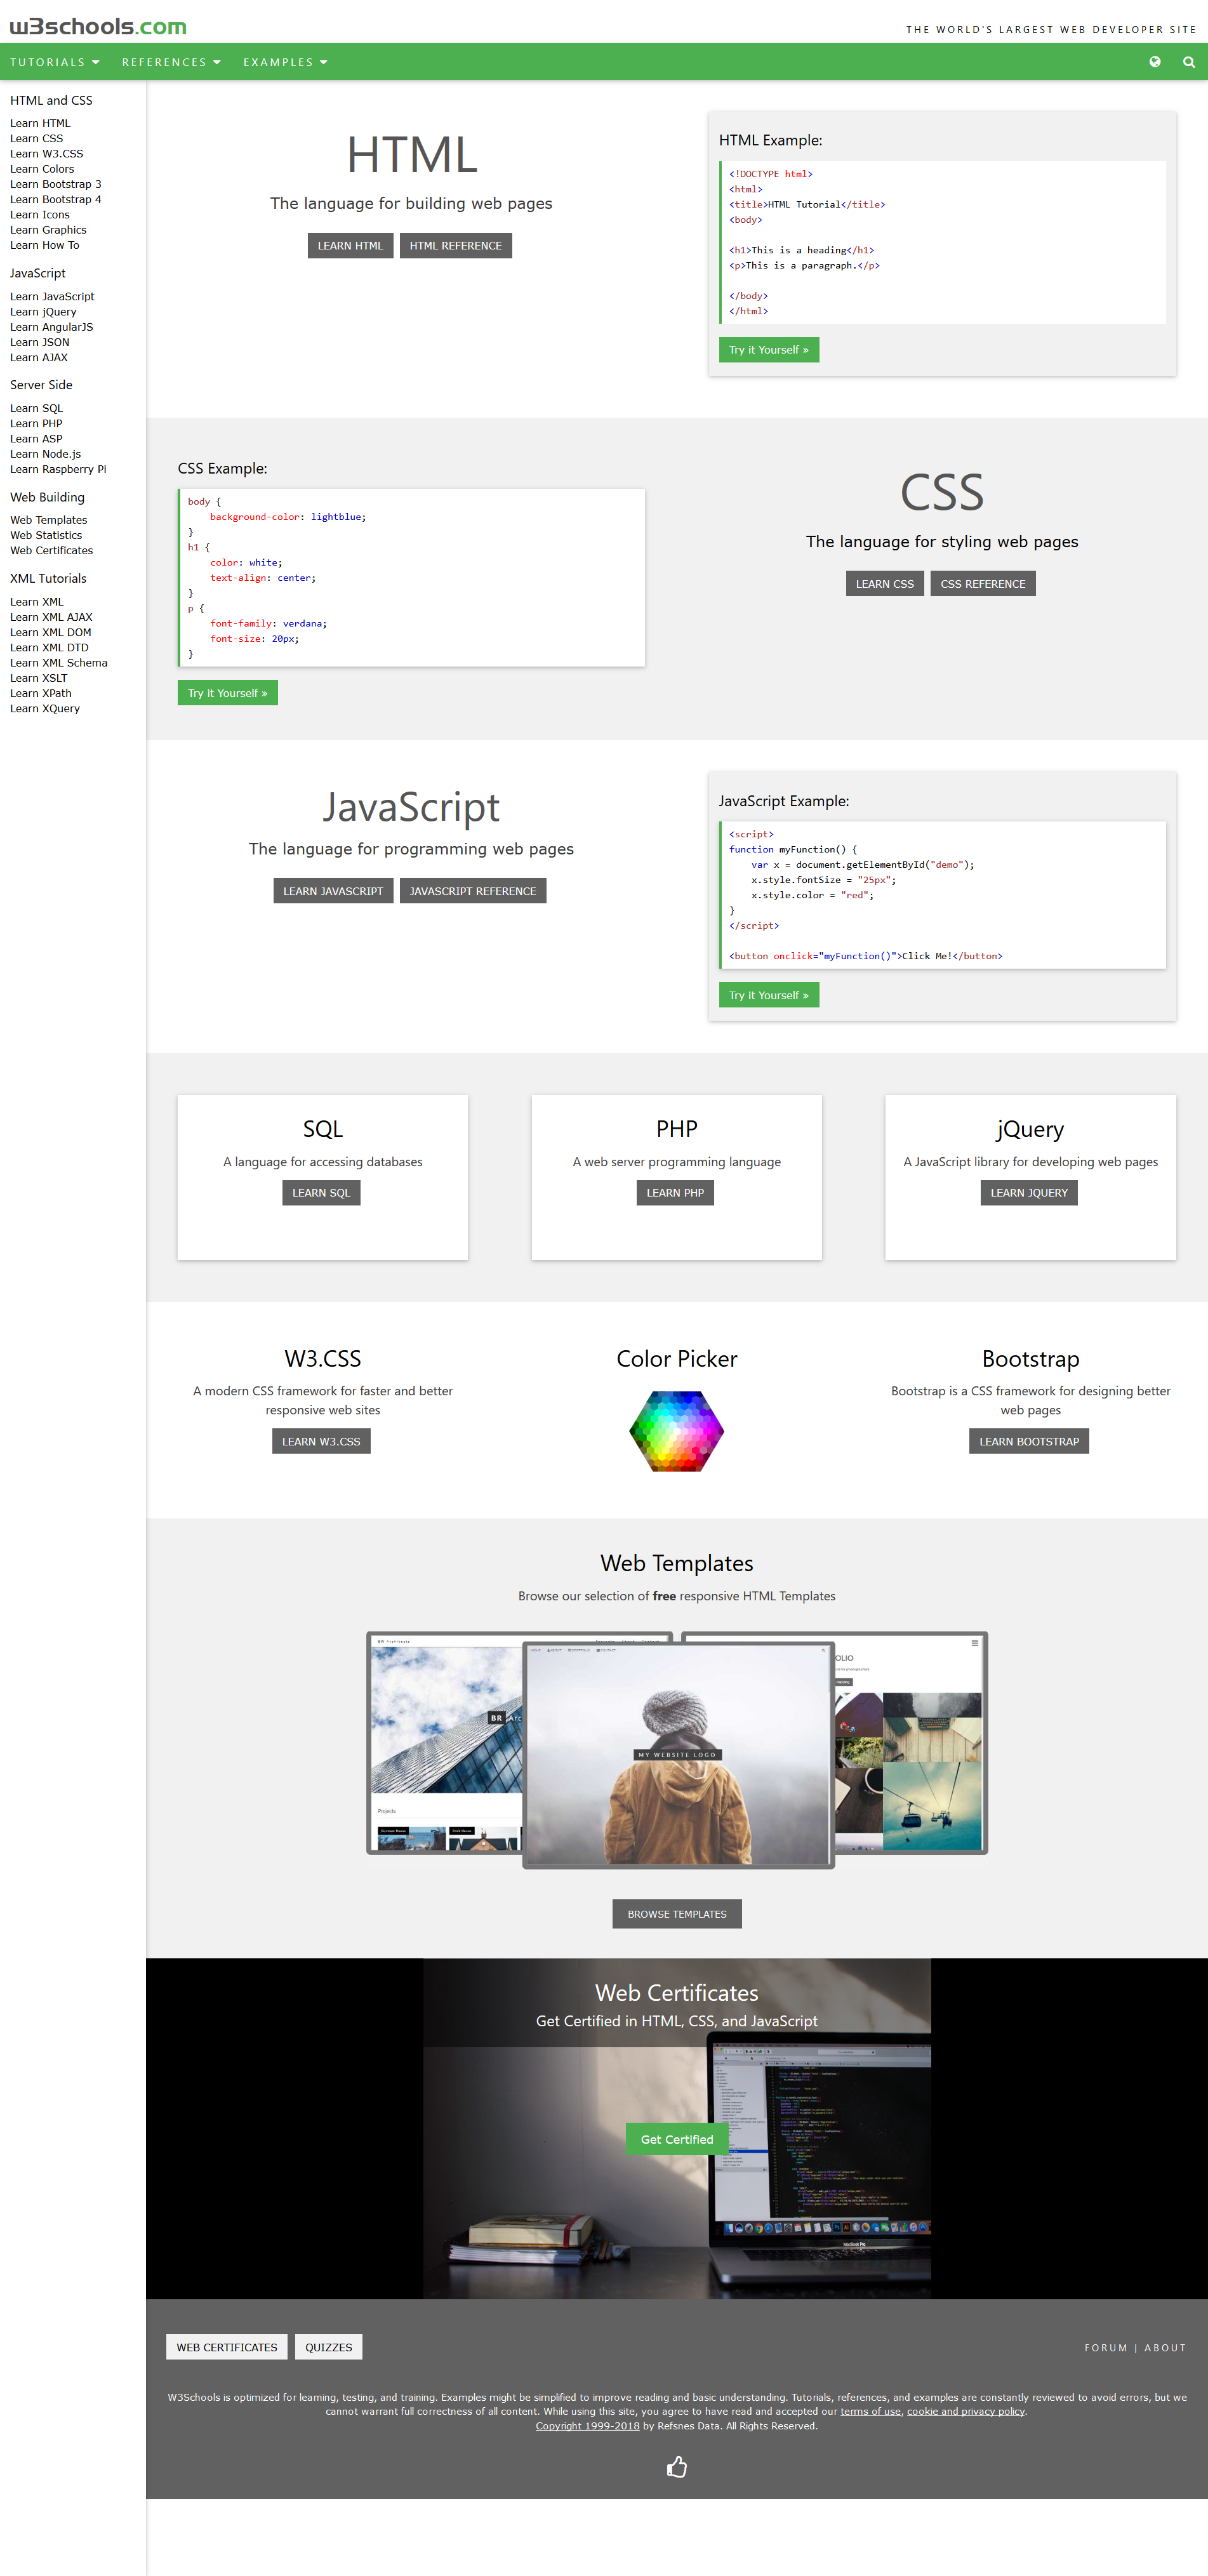 w3schools.com
THE WORLD'S LARGEST WEB DEVELOPER SITE
TUTORIALS REFERENCES EXAMPLES
HTML and CSS
Learn HTML
Learn CSS
Learn W3.CSS
Learn Colors
Learn Bootstrap 3
Learn Bootstrap 4
Learn Icons
Learn Graphics
Learn How To
JavaScript
Learn JavaScript
Learn jQuery
Learn AngularJS
Learn JSON
Learn AJAX
Server Side
Learn SQL
Learn PHP
Learn ASP
Learn Node.js
Learn Raspberry Pi
Web Building
Web Templates
Web Statistics
Web Certificates
XML Tutorials
Learn XML
Learn XML AJAX
Learn XML DOM
Learn XML DTD
Learn XML Schema
Learn XSLT
Learn XPath
Learn XQuery
HTML
The language for building web pages
LEARN HTML HTML REFERENCE
HTML Example:
<!DOCTYPE html>
<html>
<title>HTML Tutorial</title>
<body>
<h1>This is a heading</h1>
<p>This is a paragraph.</p>
</body>
</html>
Try it Yourself »
CSS Example:
body {
background-color: lightblue;
}
h1 {
color: white;
text-align: center;
}
p {
font-family: verdana;
font-size: 20px;
}
Try it Yourself »
CSS
The language for styling web pages
LEARN CSS CSS REFERENCE
JavaScript
The language for programming web pages
LEARN JAVASCRIPT JAVASCRIPT REFERENCE
JavaScript Example:
<script>
function myFunction() {
var x = document.getElementById("demo");
x.style.fontSize = "25px";
x.style.color = "red";
}
</script>
<button onclick="myFunction()">Click Me!</button>
Try it Yourself »
SQL
A language for accessing databases
LEARN SQL
PHP
A web server programming language
LEARN PHP
jQuery
A JavaScript library for developing web pages
LEARN JQUERY
W3.CSS
A modern CSS framework for faster and better
responsive web sites
LEARN W3.CSS
Color Picker
Bootstrap
Bootstrap is a CSS framework for designing better
web pages
LEARN BOOTSTRAP
Web Templates
Browse our selection of free responsive HTML Templates
BR Architects
BR Arc
Projects
MY WEBSITE LOGO
OLIO
BROWSE TEMPLATES
Web Certificates
Get Certified in HTML, CSS, and JavaScript
Get Certified
MacBook Pro
WEB CERTIFICATES QUIZZES
FORUM | ABOUT
W3Schools is optimized for learning, testing, and training. Examples might be simplified to improve reading and basic understanding. Tutorials, references, and examples are constantly reviewed to avoid errors, but we
cannot warrant full correctness of all content. While using this site, you agree to have read and accepted our terms of use, cookie and privacy policy.
Copyright 1999-2018 by Refsnes Data. All Rights Reserved.